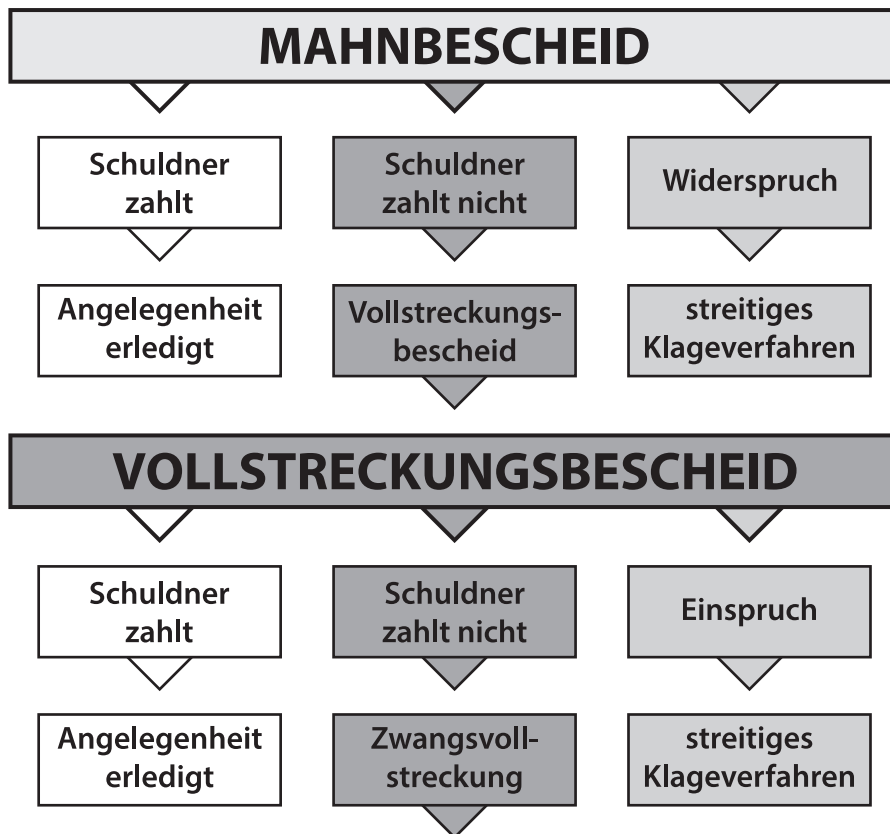 MAHNBESCHEID
Schuldner
zahlt
Schuldner
zahlt nicht
Widerspruch
Angelegenheit
erledigt
Vollstreckungs-
bescheid
streitiges
Klageverfahren
VOLLSTRECKUNGSBESCHEID
Schuldner
zahlt
Schuldner
zahlt nicht
Einspruch
Angelegenheit
erledigt
Zwangsvoll-
streckung
streitiges
Klageverfahren